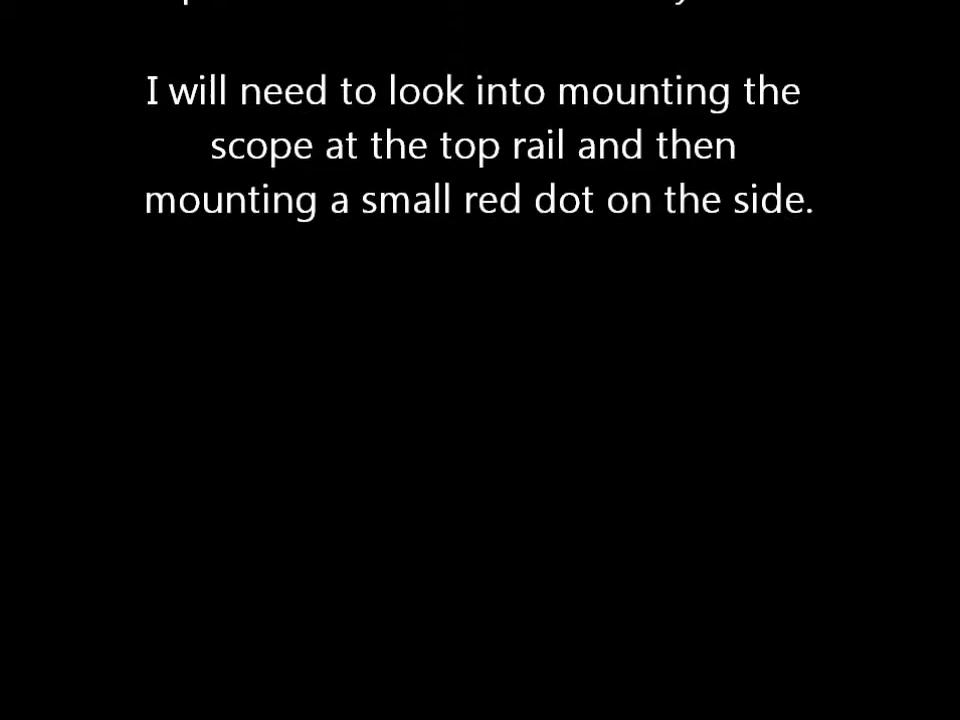 I will need to look into mounting the
scope at the top rail and then
mounting a small red dot on the side.